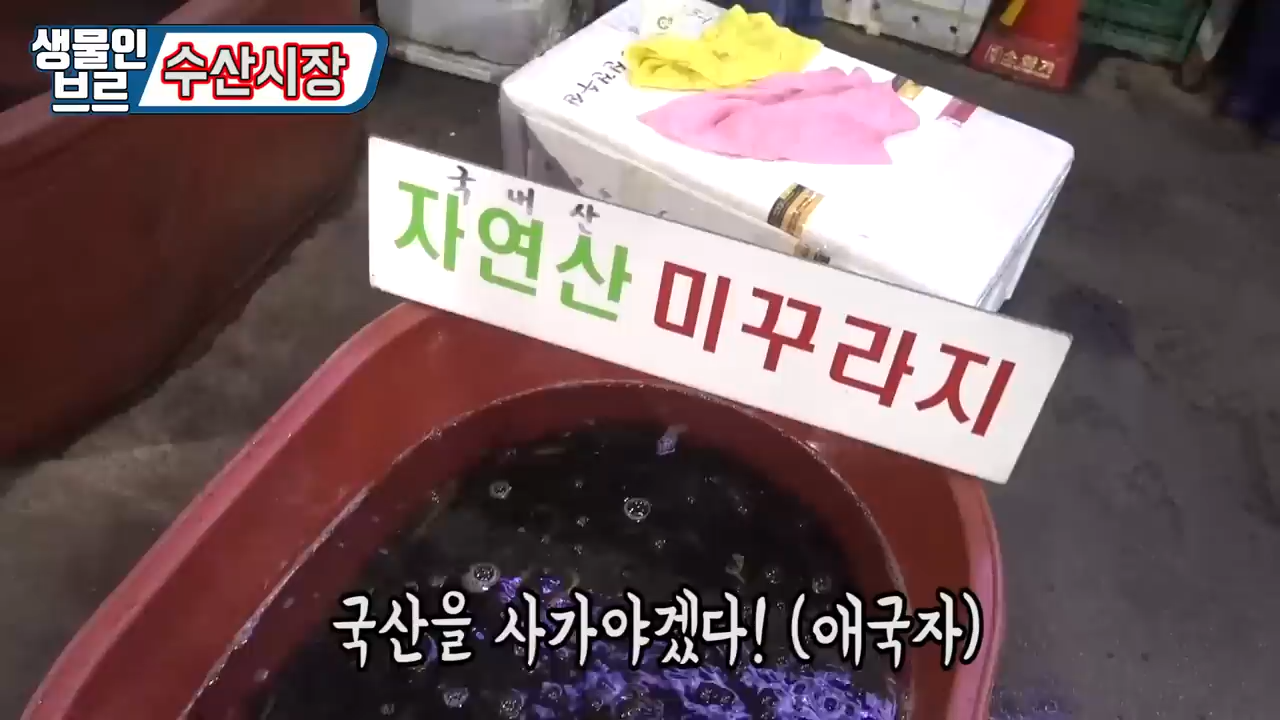 생물인
브르
수산시장
국내산
자연산 미꾸라지
국산을 사가야겠다! (애국자)